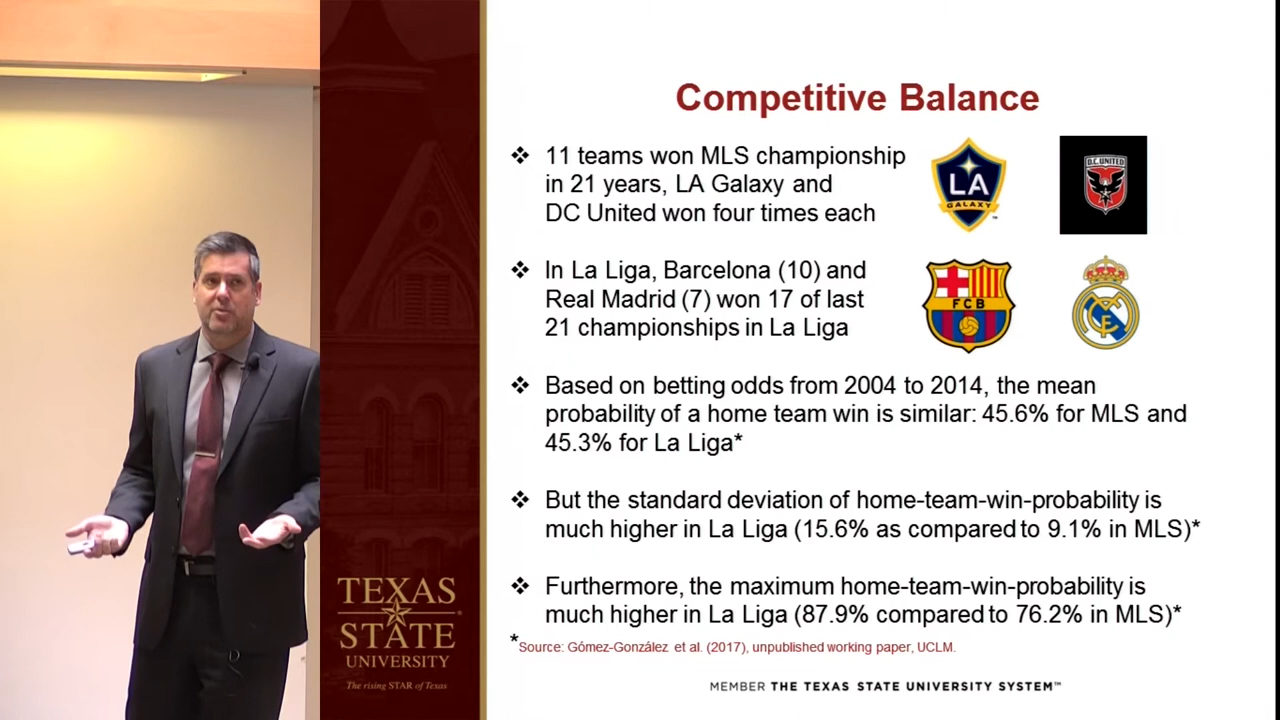 Competitive Balance
❖ 11 teams won MLS championship
in 21 years, LA Galaxy and
DC United won four times each
LA
GALAXY
™
D.C. UNITED
❖ In La Liga, Barcelona (10) and
Real Madrid (7) won 17 of last
21 championships in La Liga
FCB
❖ Based on betting odds from 2004 to 2014, the mean
probability of a home team win is similar: 45.6% for MLS and
45.3% for La Liga*
❖ But the standard deviation of home-team-win-probability is
much higher in La Liga (15.6% as compared to 9.1% in MLS)*
❖ Furthermore, the maximum home-team-win-probability is
much higher in La Liga (87.9% compared to 76.2% in MLS)*
*Source: Gómez-González et al. (2017), unpublished working paper, UCLM.
TEXAS
STATE
®
UNIVERSITY
The rising STAR of Texas
MEMBER THE TEXAS STATE UNIVERSITY SYSTEM™